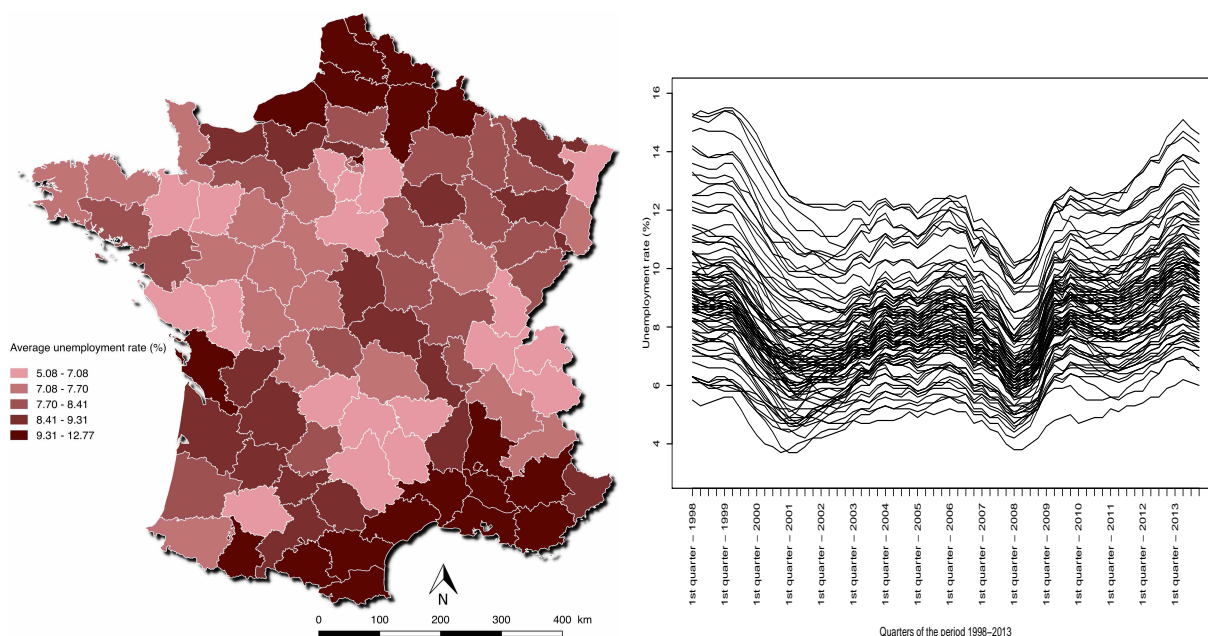 Average unemployment rate (%)
5.08 - 7.08
7.08 - 7.70
7.70 - 8.41
8.41 - 9.31
9.31 - 12.77
N
0 100 200 300 400 km
Unemployment rate (%)
16
14
12
10
8
6
4
1st quarter – 1998
1st quarter – 1999
1st quarter – 2000
1st quarter – 2001
1st quarter – 2002
1st quarter – 2003
1st quarter – 2004
1st quarter – 2005
1st quarter – 2006
1st quarter – 2007
1st quarter – 2008
1st quarter – 2009
1st quarter – 2010
1st quarter – 2011
1st quarter – 2012
1st quarter – 2013
Quarters of the period 1998–2013